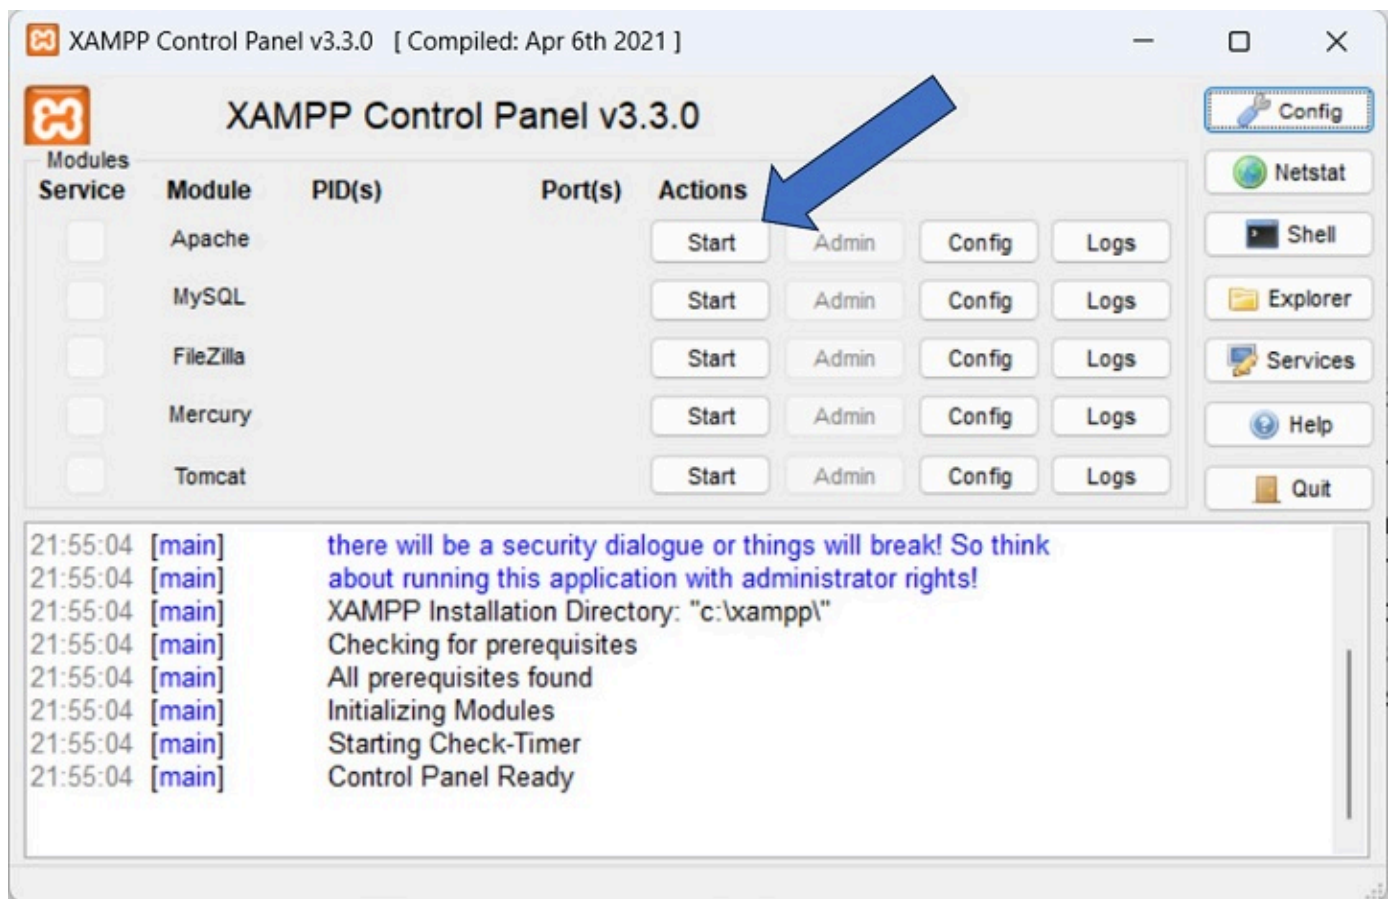 XAMPP Control Panel v3.3.0 [ Compiled: Apr 6th 2021 ]
XAMPP Control Panel v3.3.0
Config
Modules
Service Module PID(s) Port(s) Actions
Netstat
Apache Start Admin Config Logs
Shell
MySQL Start Admin Config Logs
Explorer
FileZilla Start Admin Config Logs
Services
Mercury Start Admin Config Logs
Help
Tomcat Start Admin Config Logs
Quit
21:55:04 [main] there will be a security dialogue or things will break! So think
21:55:04 [main] about running this application with administrator rights!
21:55:04 [main] XAMPP Installation Directory: "c:\xampp\"
21:55:04 [main] Checking for prerequisites
21:55:04 [main] All prerequisites found
21:55:04 [main] Initializing Modules
21:55:04 [main] Starting Check-Timer
21:55:04 [main] Control Panel Ready